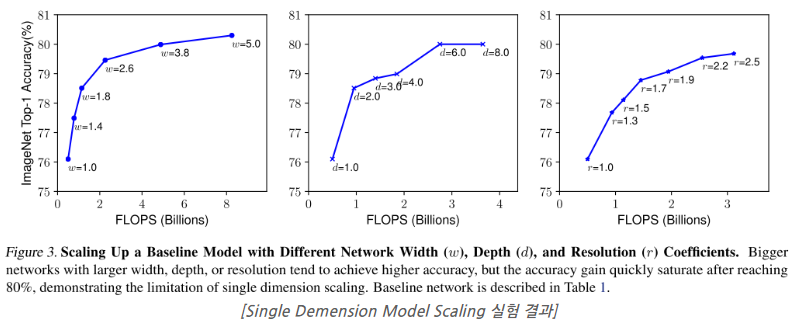 ImageNet Top-1 Accuracy(%)
81
80
79
78
77
76
75
w=1.0
w=1.4
w=1.8
w=2.6
w=3.8
w=5.0
0 2 4 6 8
FLOPS (Billions)
81
80
79
78
77
76
75
d=1.0
d=2.0
d=3.0
d=4.0
d=6.0
d=8.0
0 1 2 3 4
FLOPS (Billions)
81
80
79
78
77
76
75
r=1.0
r=1.3
r=1.5
r=1.7
r=1.9
r=2.2
r=2.5
0 1 2 3
FLOPS (Billions)
Figure 3. Scaling Up a Baseline Model with Different Network Width (w), Depth (d), and Resolution (r) Coefficients. Bigger
networks with larger width, depth, or resolution tend to achieve higher accuracy, but the accuracy gain quickly saturate after reaching
80%, demonstrating the limitation of single dimension scaling. Baseline network is described in Table 1.
[Single Demension Model Scaling 실험 결과]